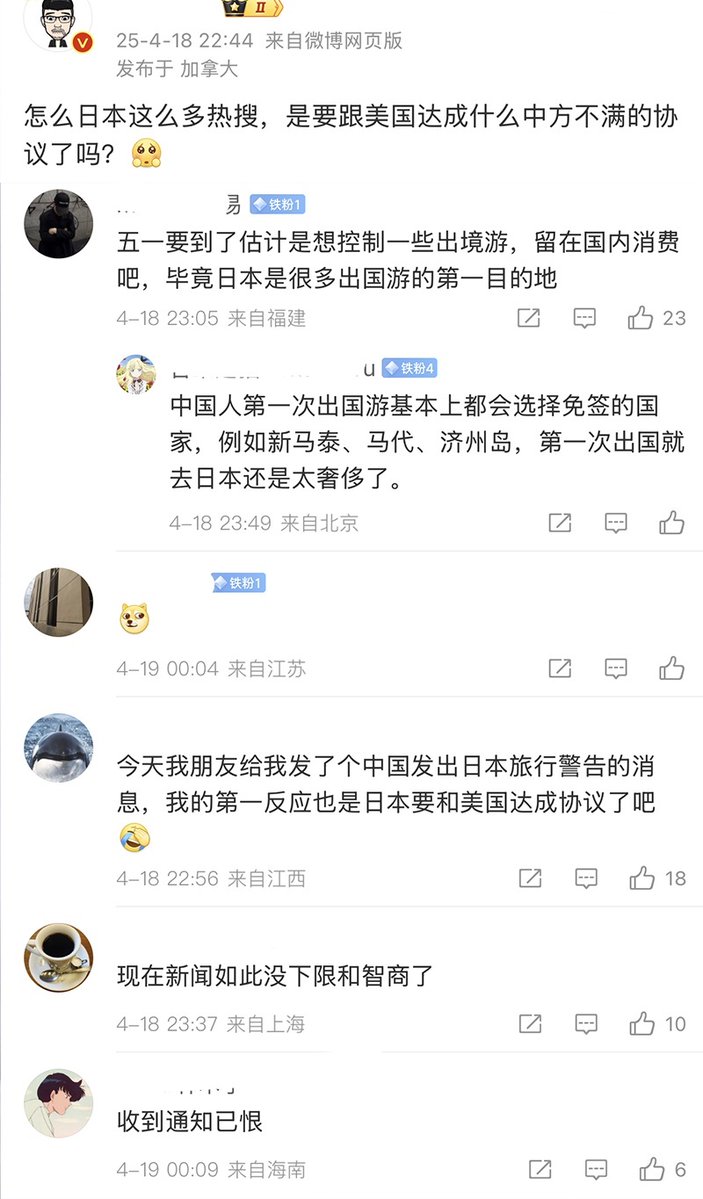 II
25-4-18 22:44 来自微博网页版
发布于 加拿大
怎么日本这么多热搜，是要跟美国达成什么中方不满的协
议了吗？
易 铁粉1
五一要到了估计是想控制一些出境游，留在国内消费
吧，毕竟日本是很多出国游的第一目的地
4-18 23:05 来自福建
23
u 铁粉4
中国人第一次出国游基本上都会选择免签的国
家，例如新马泰、马代、济州岛，第一次出国就
去日本还是太奢侈了。
4-18 23:49 来自北京
铁粉1
4-19 00:04 来自江苏
今天我朋友给我发了个中国发出日本旅行警告的消
息，我的第一反应也是日本要和美国达成协议了吧
4-18 22:56 来自江西
18
现在新闻如此没下限和智商了
4-18 23:37 来自上海
10
收到通知已恨
4-19 00:09 来自海南
6